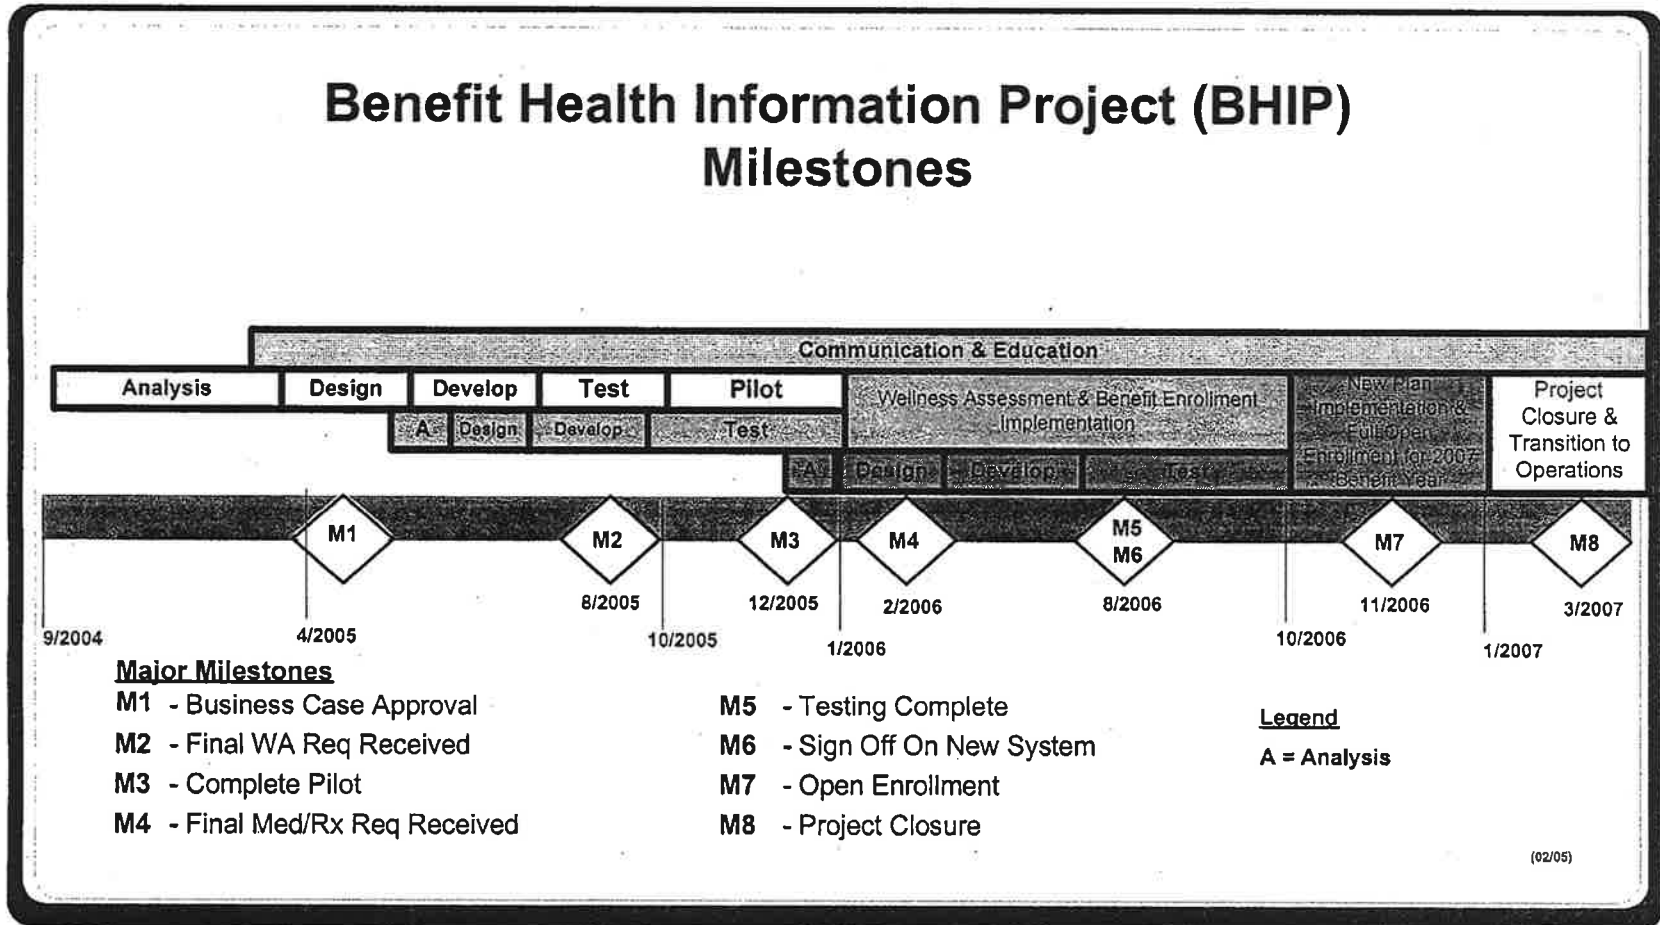 Benefit Health Information Project (BHIP)
Milestones
Communication & Education
Analysis
Design
Develop
Test
Pilot
Wellness Assessment & Benefit Enrollment
Implementation
New Plan
Implementation &
Full Open
Enrollment for 2007
Benefit Year
Project
Closure &
Transition to
Operations
A
Design
Develop
Test
A
Design
Develop
Test
M1
M2
M3
M4
M5
M6
M7
M8
8/2005
12/2005
2/2006
8/2006
11/2006
3/2007
9/2004
4/2005
10/2005
1/2006
10/2006
1/2007
Major Milestones
M1 - Business Case Approval
M2 - Final WA Req Received
M3 - Complete Pilot
M4 - Final Med/Rx Req Received
M5 - Testing Complete
M6 - Sign Off On New System
M7 - Open Enrollment
M8 - Project Closure
Legend
A = Analysis
(02/05)